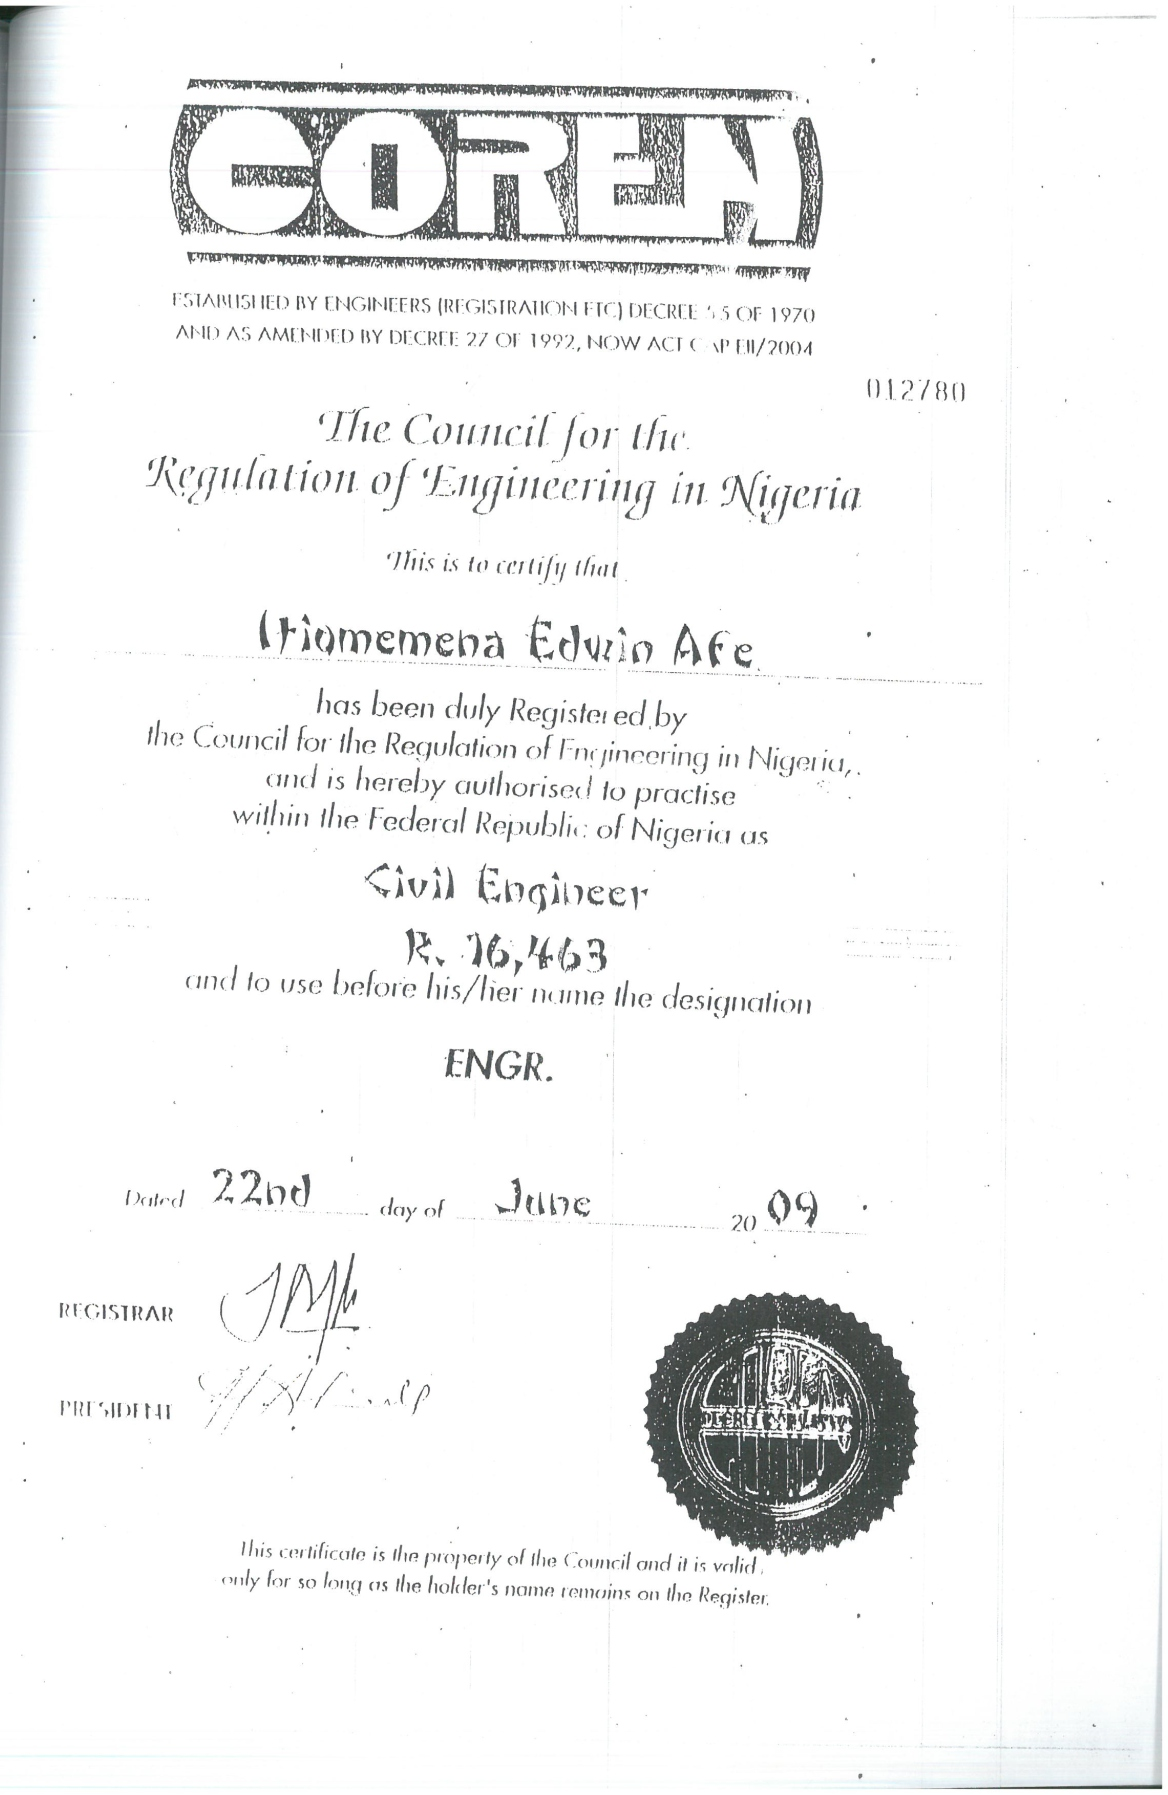 COREN
ESTABLISHED BY ENGINEERS (REGISTRATION ETC) DECREE 55 OF 1970
AND AS AMENDED BY DECREE 27 OF 1992, NOW ACT CAP EII/2004
012780
The Council for the
Regulation of Engineering in Nigeria
This is to certify that
Edwin
has been duly Registered by
the Council for the Regulation of Engineering in Nigeria,
and is hereby authorised to practise
within the Federal Republic of Nigeria as
Civil Engineer
R. 16,463
and to use before his/her name the designation
ENGR.
Dated 22nd day of June 2009
REGISTRAR
PRESIDENT
This certificate is the property of the Council and it is valid
only for so long as the holder's name remains on the Register.